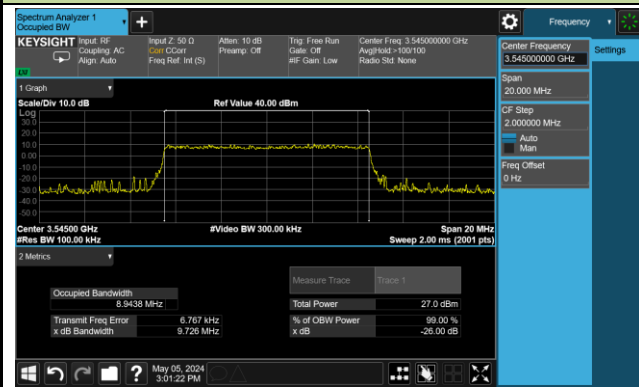 Spectrum Analyzer 1
Occupied BW
Frequency
KEYSIGHT
Input: RF
Coupling: AC
Align: Auto
Input Z: 50 Ω
Corr CCorr
Freq Ref: Int (S)
Atten: 10 dB
Preamp: Off
Trig: Free Run
Gate: Off
#IF Gain: Low
Center Freq: 3.545000000 GHz
Avg|Hold:>100/100
Radio Std: None
LXI
Center Frequency
3.545000000 GHz
Settings
Span
20.000 MHz
CF Step
2.000000 MHz
Auto
Man
Freq Offset
0 Hz
1 Graph
Scale/Div 10.0 dB
Ref Value 40.00 dBm
Log
30.0
20.0
10.0
0.00
-10.0
-20.0
-30.0
-40.0
-50.0
Center 3.54500 GHz
#Video BW 300.00 kHz
Span 20 MHz
#Res BW 100.00 kHz
Sweep 2.00 ms (2001 pts)
2 Metrics
Measure Trace
Trace 1
Occupied Bandwidth
8.9438 MHz
Total Power
27.0 dBm
Transmit Freq Error
6.767 kHz
% of OBW Power
99.00 %
x dB Bandwidth
9.726 MHz
x dB
-26.00 dB
May 05, 2024
3:01:22 PM